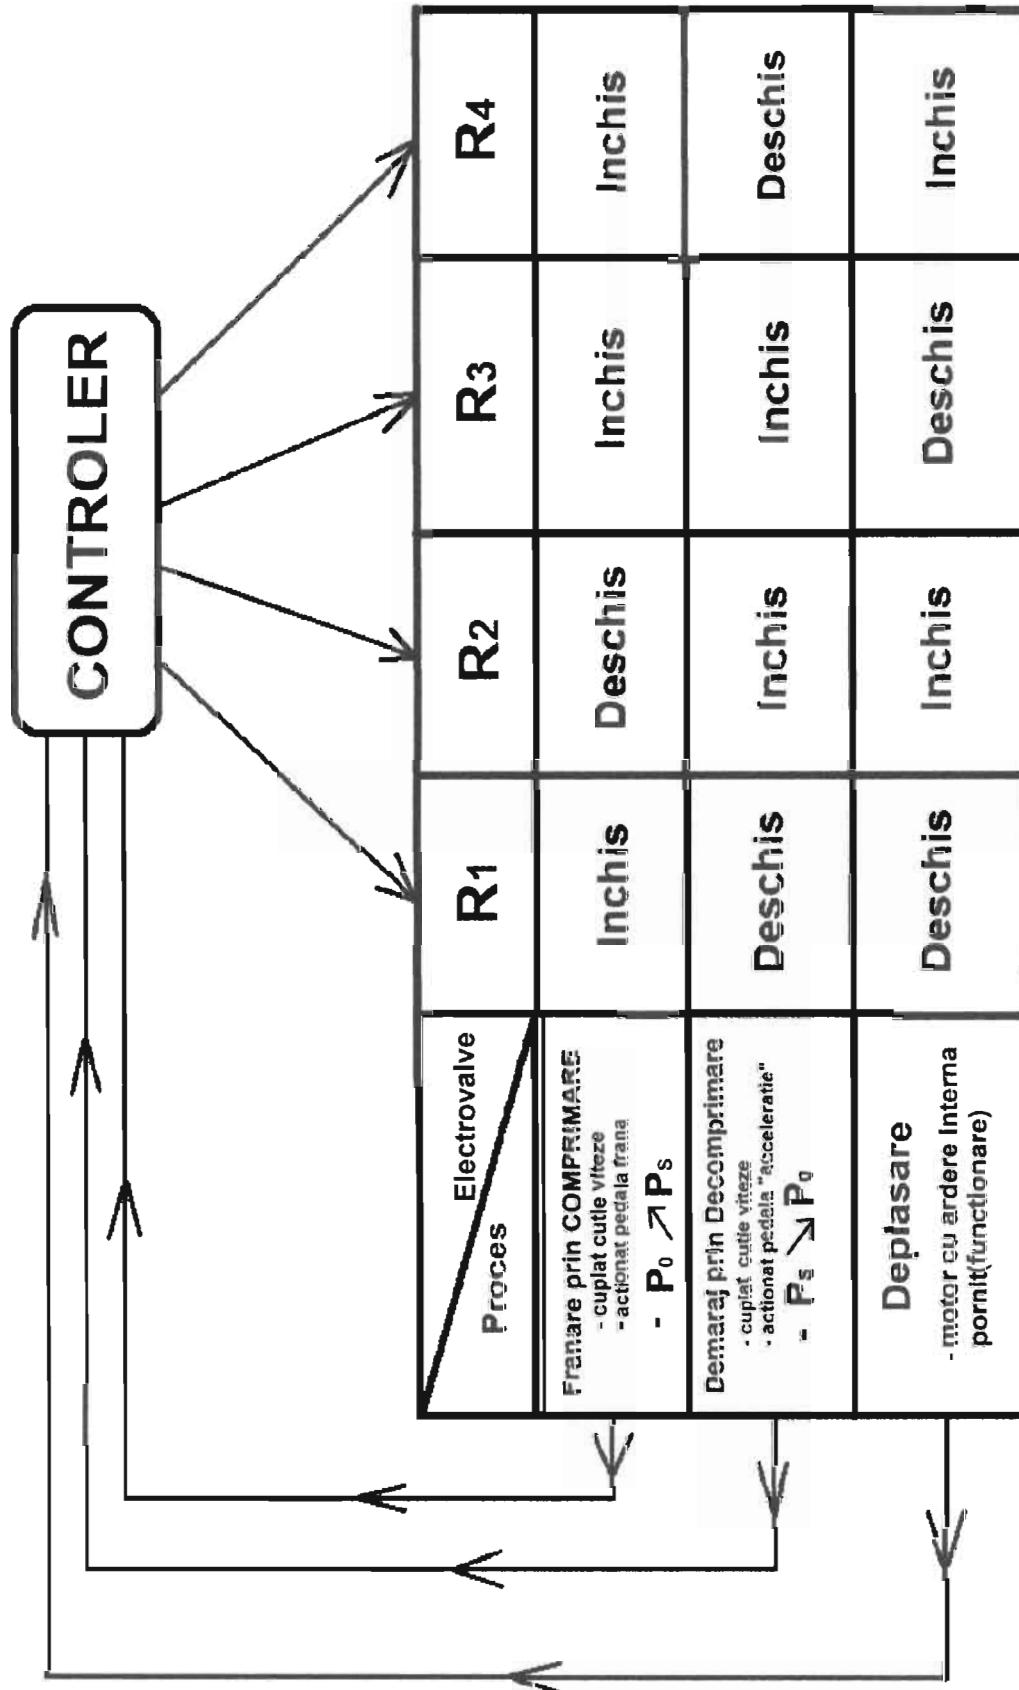 CONTROLER
Electrovalve
Proces
R1
R2
R3
R4
Franare prin COMPRIMARE
- cuplat cutie viteze
- actionat pedala frana
- P0 ↗ PS
Inchis
Deschis
Inchis
Inchis
Demaraj prin Decomprimare
- cuplat cutie viteze
- actionat pedala "acceleratie"
- PS ↘ P0
Deschis
Inchis
Inchis
Deschis
Deplasare
- motor cu ardere Interna
pornit(functionare)
Deschis
Inchis
Deschis
Inchis